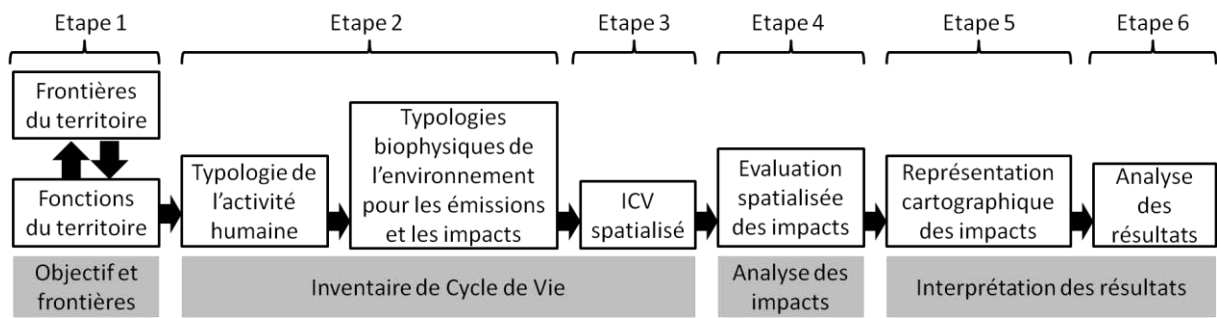 Etape 1
Etape 2
Etape 3
Etape 4
Etape 5
Etape 6
Frontières
du territoire
Fonctions
du territoire
Typologie de
l'activité
humaine
Typologies
biophysiques de
l'environnement
pour les émissions
et les impacts
ICV
spatialisé
Evaluation
spatialisée
des impacts
Représentation
cartographique
des impacts
Analyse
des
résultats
Objectif et
frontières
Inventaire de Cycle de Vie
Analyse des
impacts
Interprétation des résultats